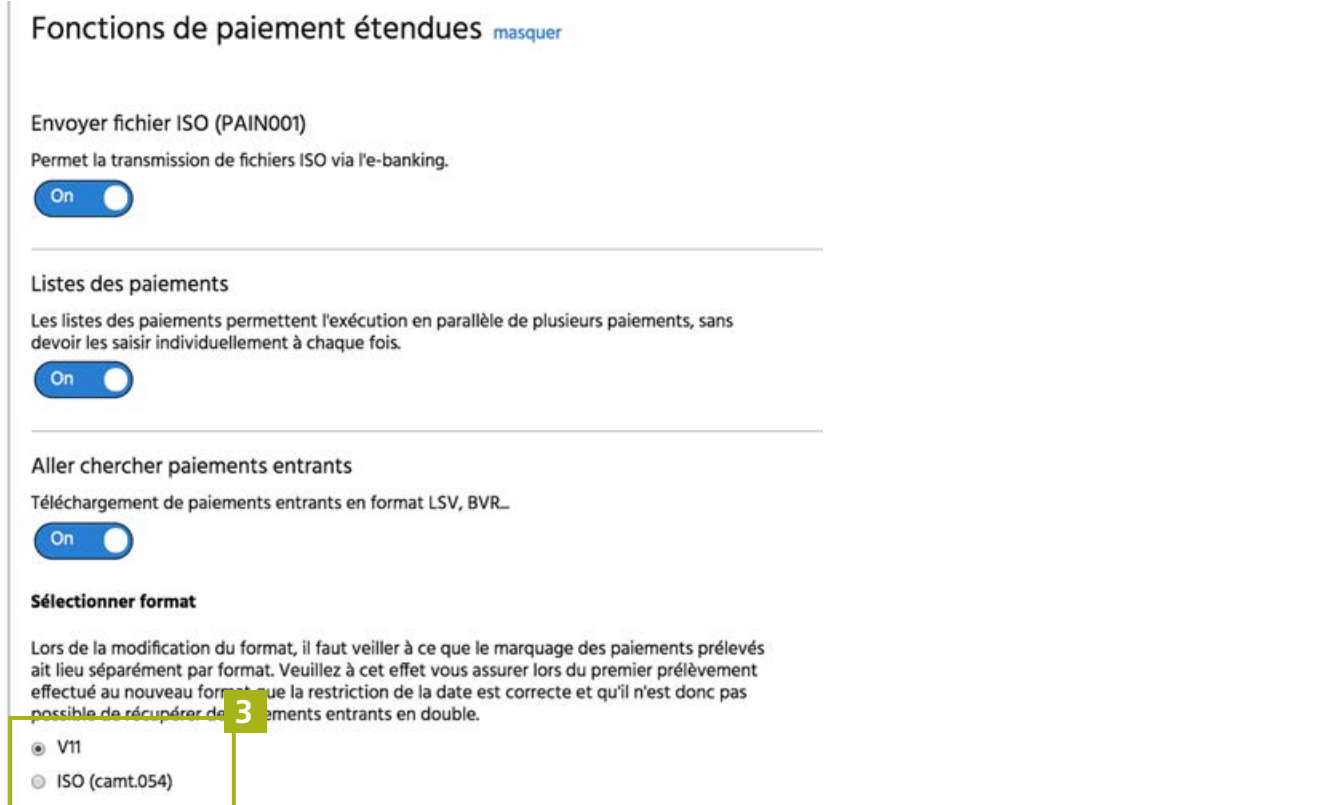 Fonctions de paiement étendues masquer
Envoyer fichier ISO (PAIN001)
Permet la transmission de fichiers ISO via l'e-banking.
On
Listes des paiements
Les listes des paiements permettent l'exécution en parallèle de plusieurs paiements, sans
devoir les saisir individuellement à chaque fois.
On
Aller chercher paiements entrants
Téléchargement de paiements entrants en format LSV, BVR...
On
Sélectionner format
Lors de la modification du format, il faut veiller à ce que le marquage des paiements prélevés
ait lieu séparément par format. Veuillez à cet effet vous assurer lors du premier prélèvement
effectué au nouveau format que la restriction de la date est correcte et qu'il n'est donc pas
possible de récupérer de ements entrants en double.
3
V11
ISO (camt.054)